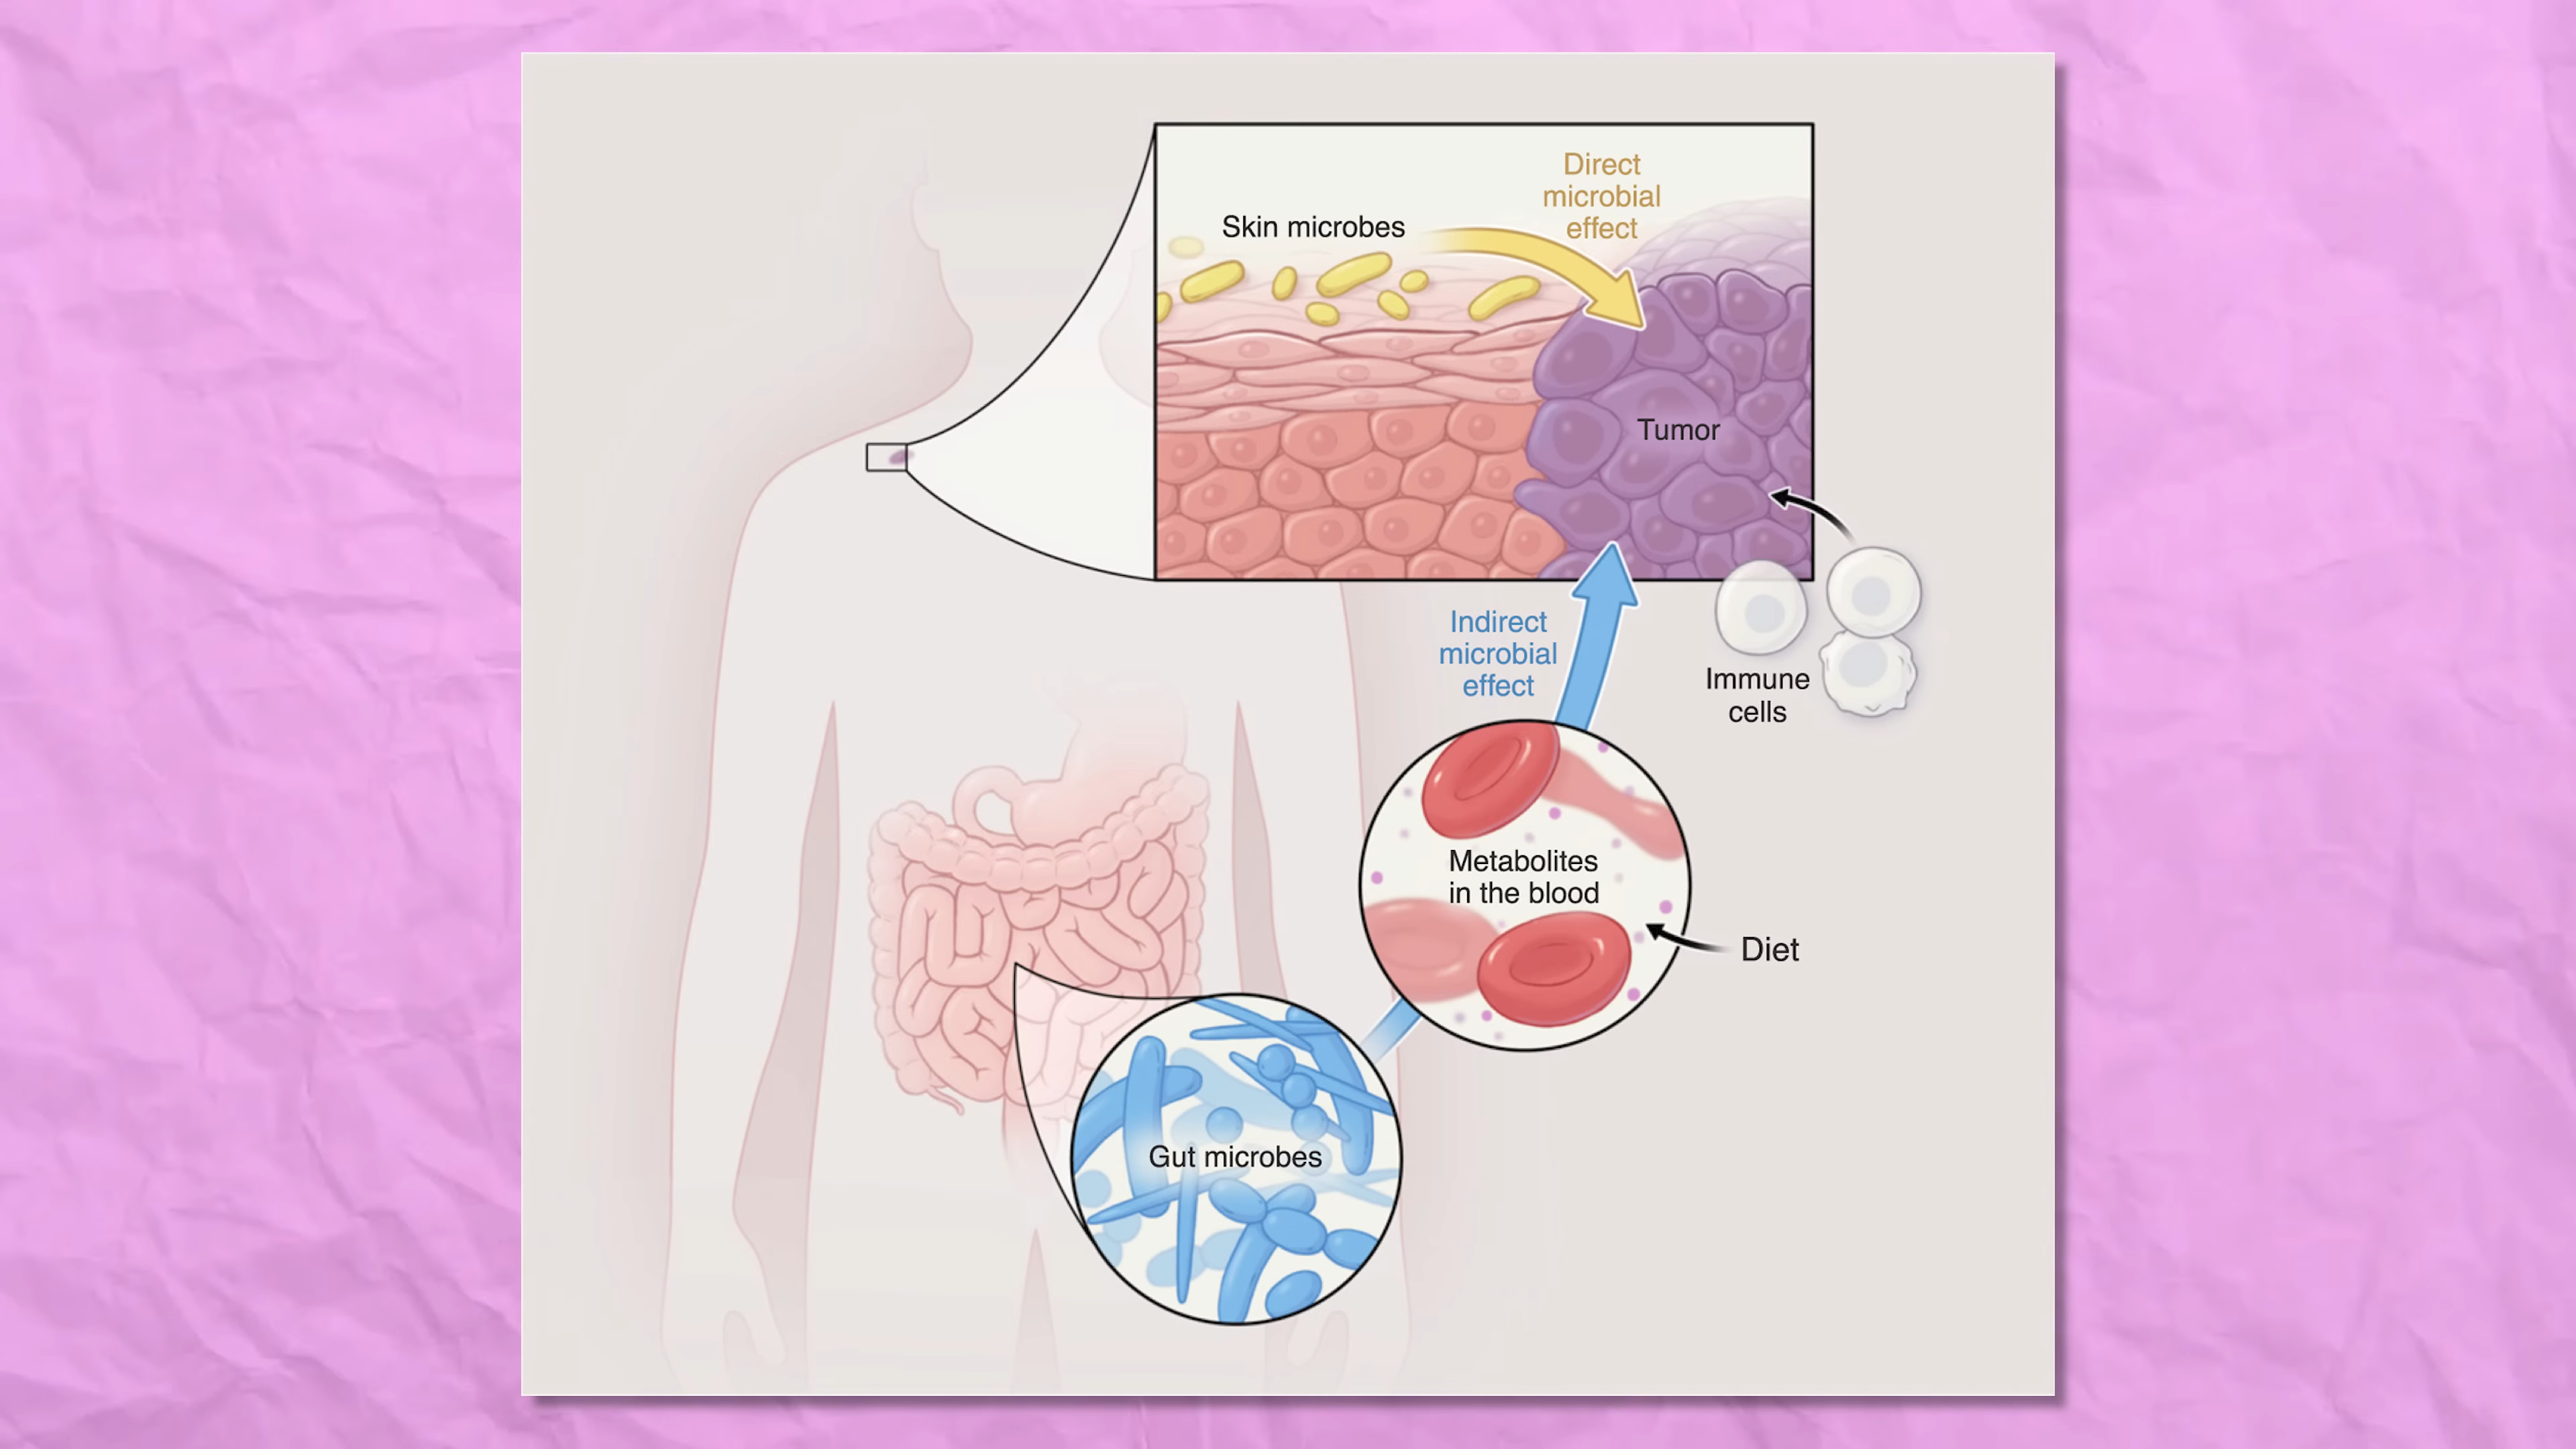 Direct
microbial
effect
Skin microbes
Tumor
Indirect
microbial
effect
Immune
cells
Metabolites
in the blood
Diet
Gut microbes